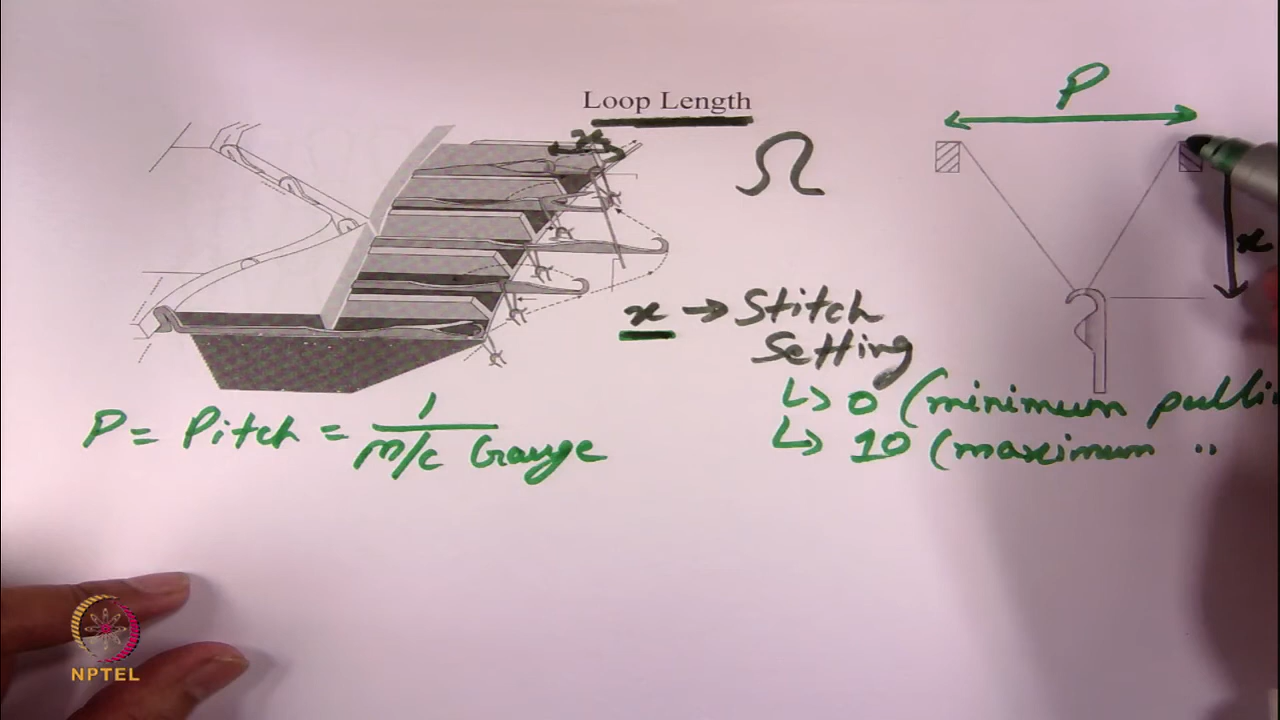 Loop Length
P
x
x
x → Stitch
Setting
↳ 0 (minimum pulli
↳ 10 (maximum "
P = Pitch = 1
m/c Gauge
NPTEL